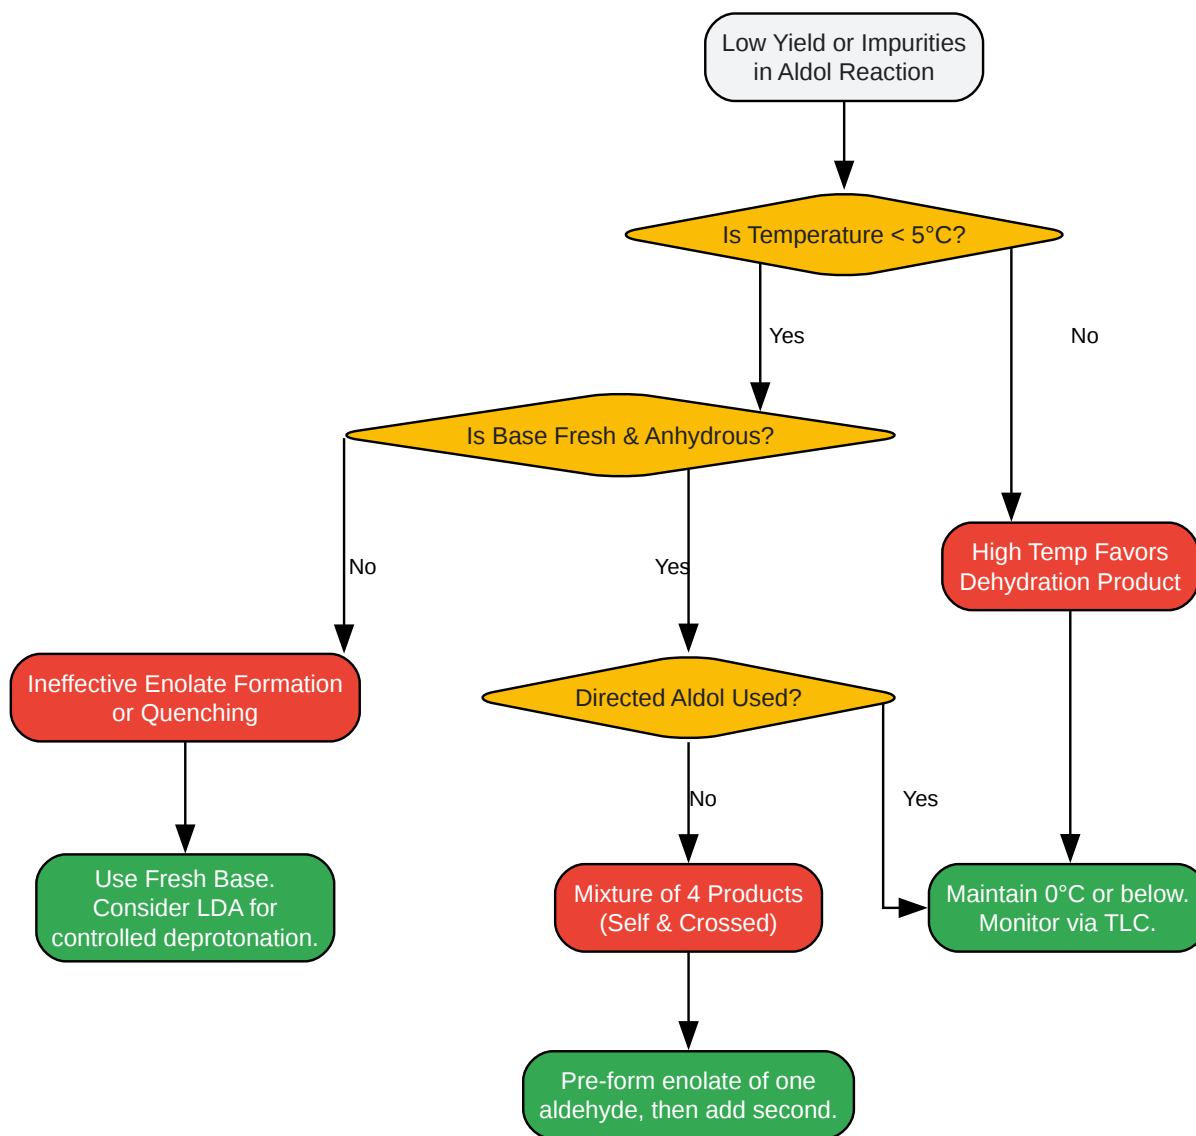 Low Yield or Impurities
in Aldol Reaction
Is Temperature < 5°C?
Yes
No
Is Base Fresh & Anhydrous?
No
Yes
High Temp Favors
Dehydration Product
Ineffective Enolate Formation
or Quenching
Directed Aldol Used?
No
Yes
Use Fresh Base.
Consider LDA for
controlled deprotonation.
Mixture of 4 Products
(Self & Crossed)
Maintain 0°C or below.
Monitor via TLC.
Pre-form enolate of one
aldehyde, then add second.